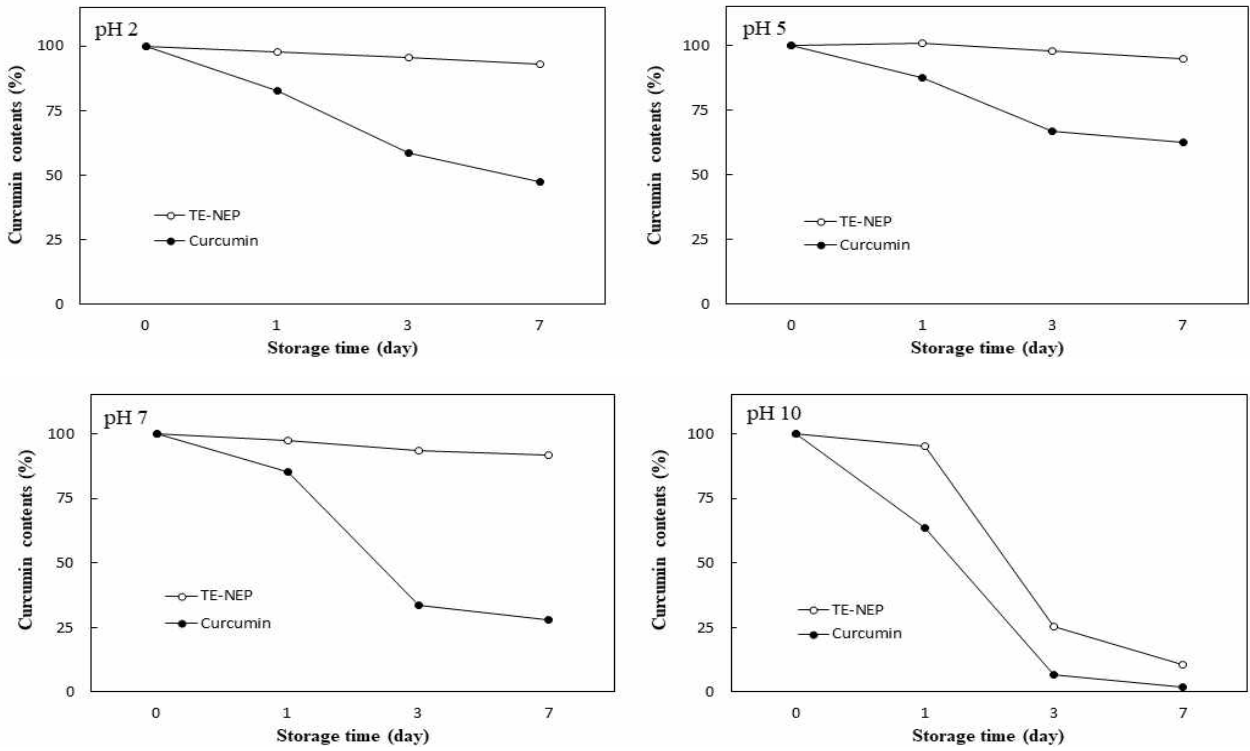 pH 2
100
75
50
25
0
Curcumin contents (%)
TE-NEP
Curcumin
0 1 3 7
Storage time (day)
pH 5
100
75
50
25
0
Curcumin contents (%)
TE-NEP
Curcumin
0 1 3 7
Storage time (day)
pH 7
100
75
50
25
0
Curcumin contents (%)
TE-NEP
Curcumin
0 1 3 7
Storage time (day)
pH 10
100
75
50
25
0
Curcumin contents (%)
TE-NEP
Curcumin
0 1 3 7
Storage time (day)